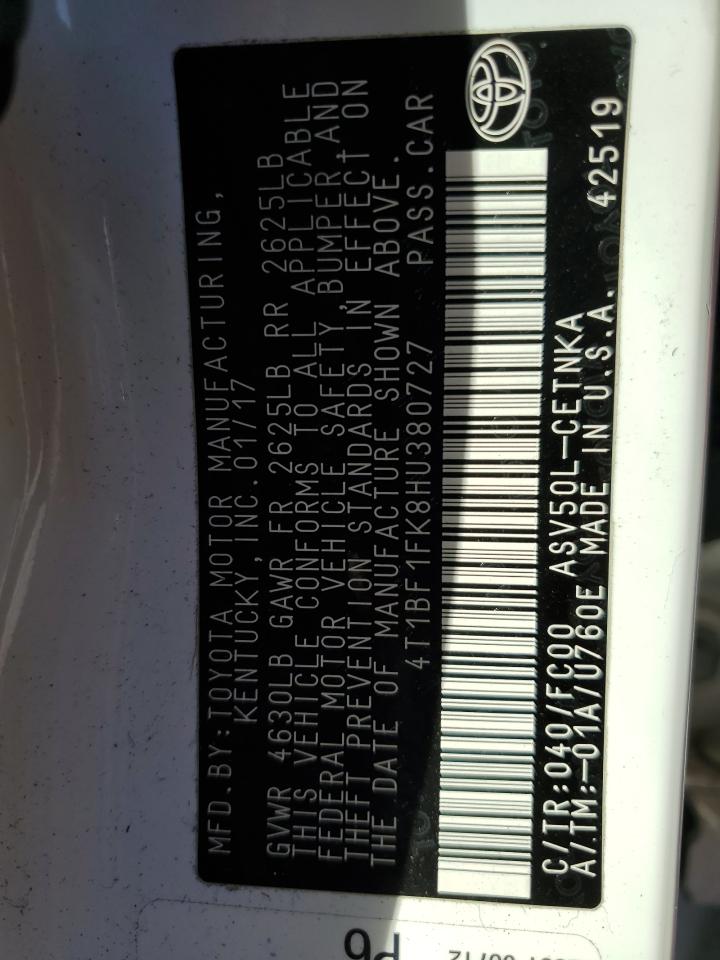 MFD.BY:TOYOTA MOTOR MANUFACTURING,
KENTUCKY,INC.01/17
GVWR 4630LB GAWR FR 2625LB RR 2625LB
THIS VEHICLE CONFORMS TO ALL APPLICABLE
FEDERAL MOTOR VEHICLE SAFETY,BUMPER,AND
THEFT PREVENTION STANDARDS IN EFFECT ON
THE DATE OF MANUFACTURE SHOWN ABOVE.
4T1BF1FK8HU380727 PASS.CAR
C/TR:040/FC00 ASV50L-CETNKA
A/TM:-01A/U760E MADE IN U.S.A. 42519